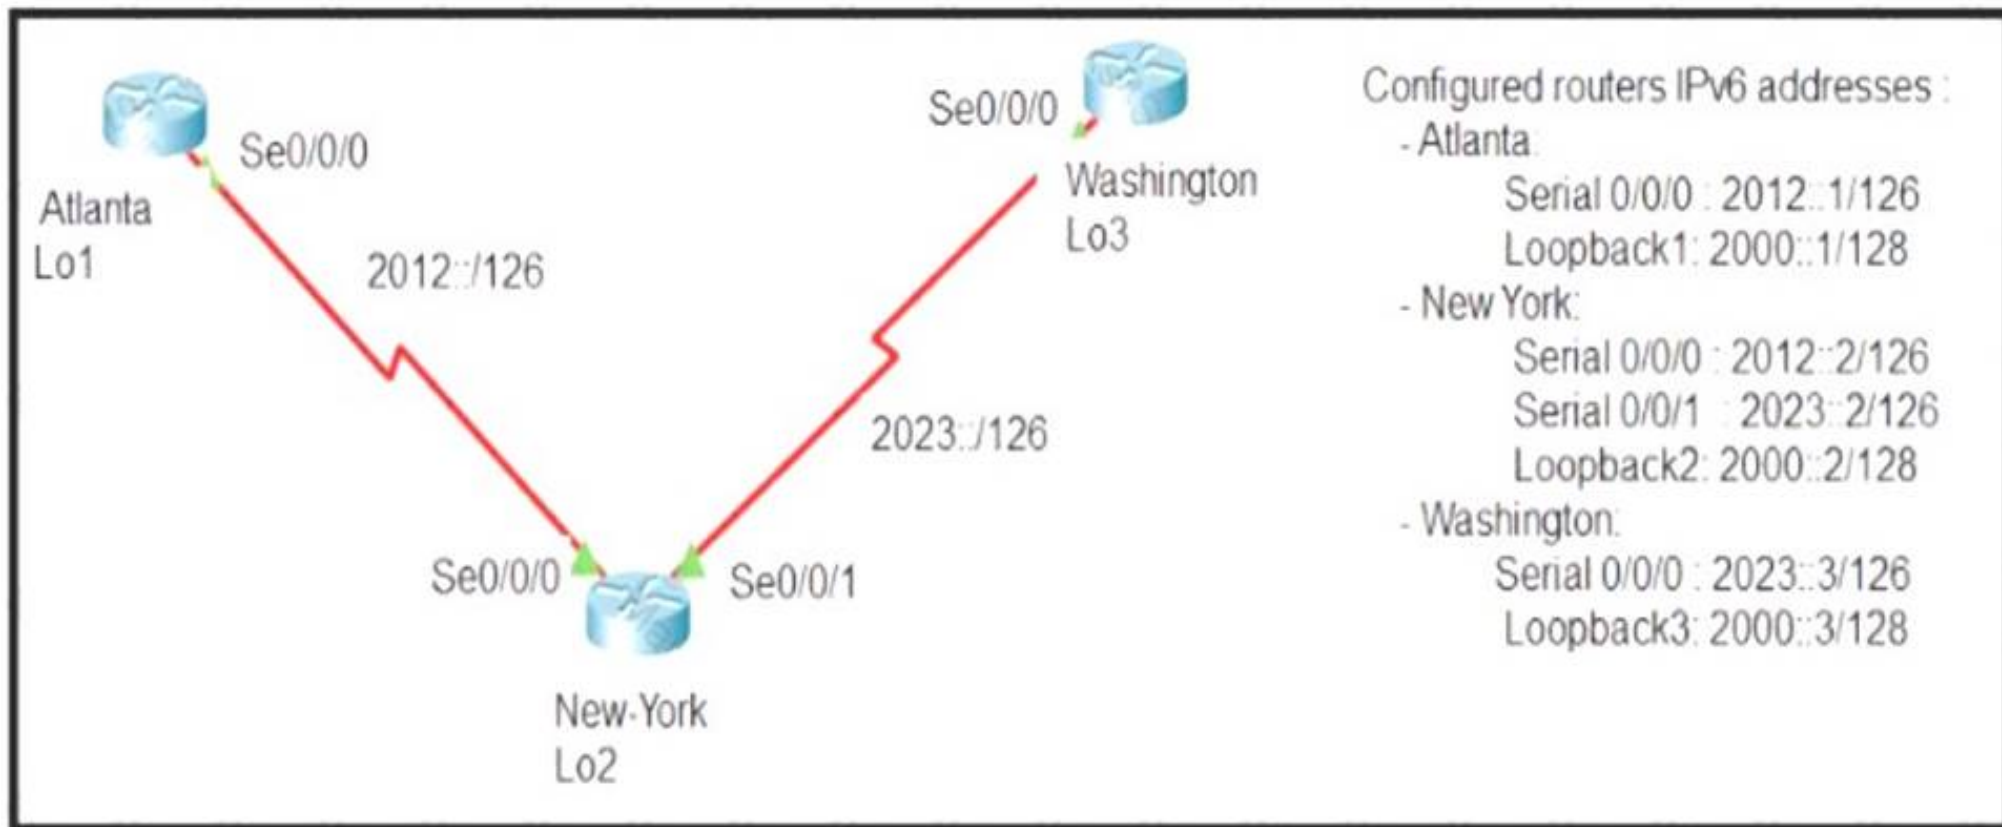 Se0/0/0
Atlanta
Lo1
2012::/126
Se0/0/0
Washington
Lo3
2023::/126
Se0/0/0
Se0/0/1
New-York
Lo2
Configured routers IPv6 addresses :
- Atlanta:
Serial 0/0/0 : 2012::1/126
Loopback1: 2000::1/128
- New York:
Serial 0/0/0 : 2012::2/126
Serial 0/0/1 : 2023::2/126
Loopback2: 2000::2/128
- Washington:
Serial 0/0/0 : 2023::3/126
Loopback3: 2000::3/128